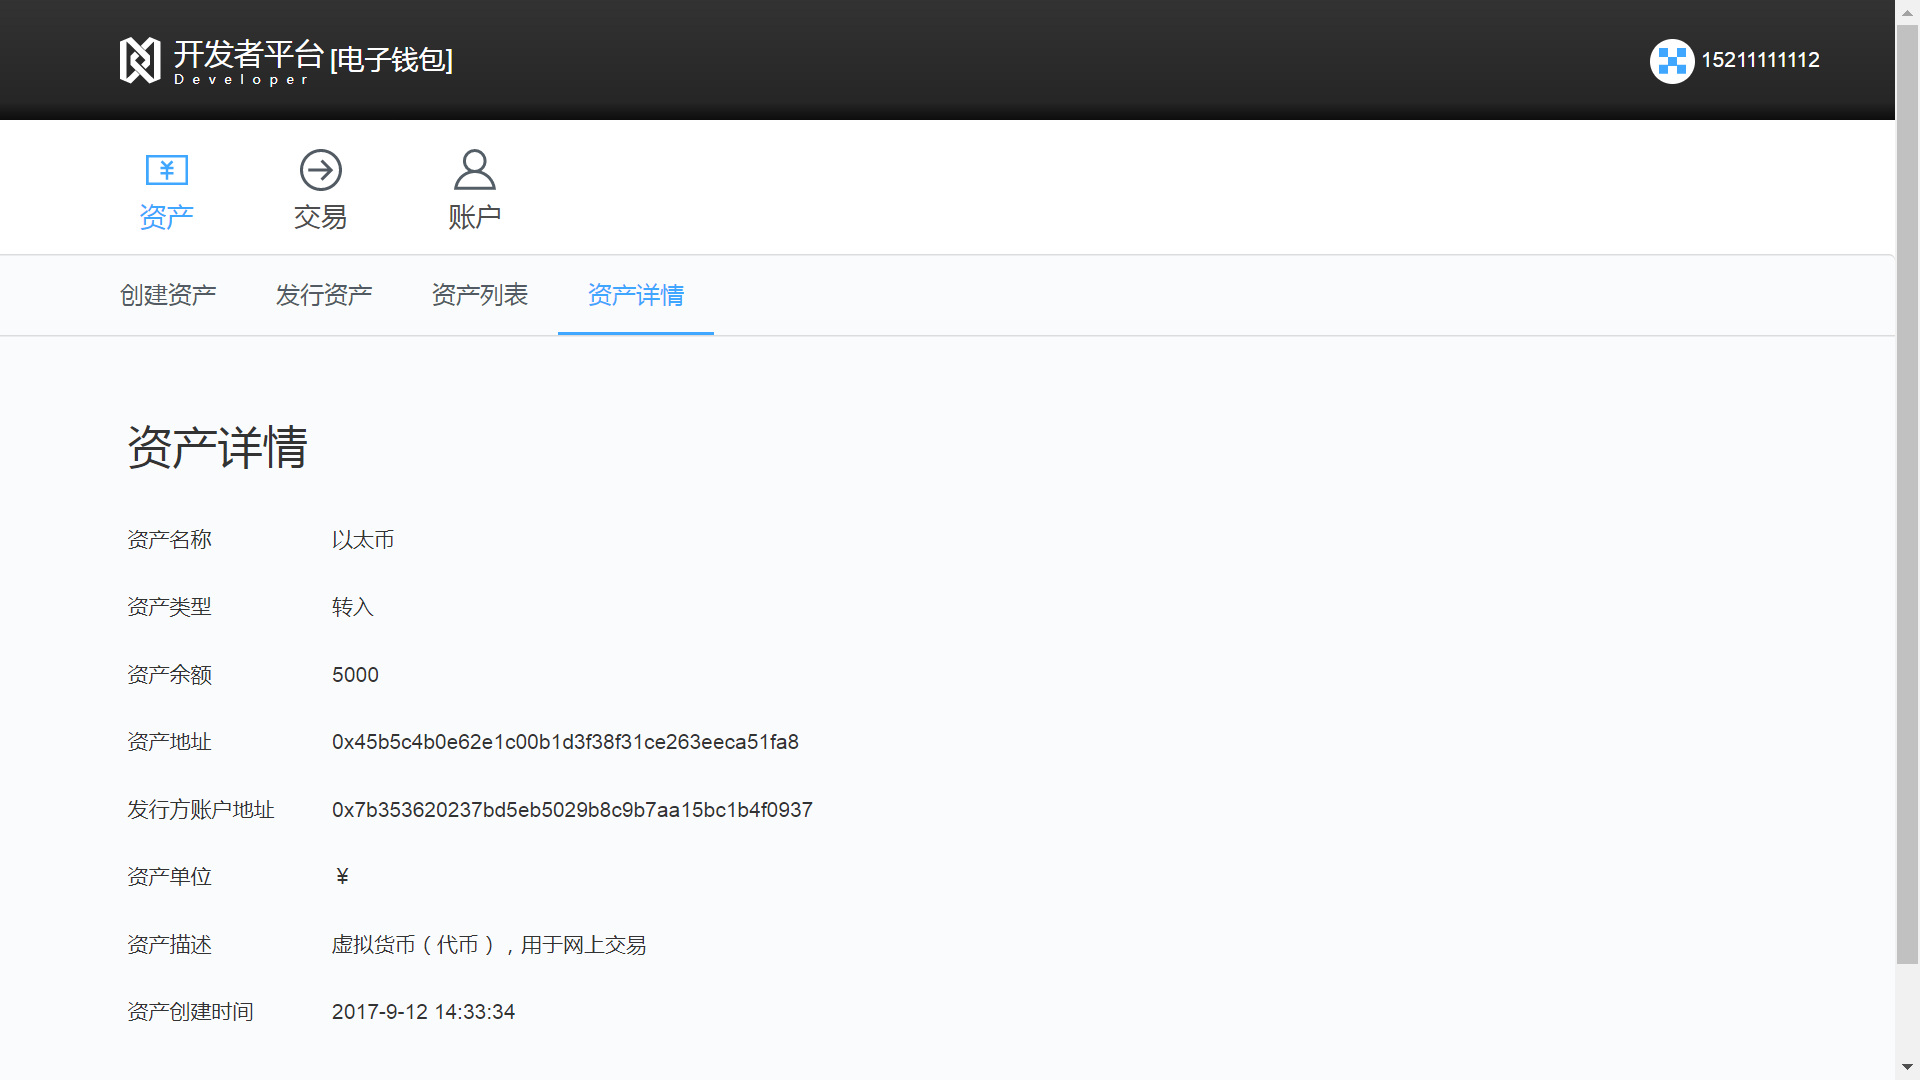 开发者平台 [电子钱包]
Developer
15211111112
资产
交易
账户
创建资产
发行资产
资产列表
资产详情
资产详情
资产名称 以太币
资产类型 转入
资产余额 5000
资产地址 0x45b5c4b0e62e1c00b1d3f38f31ce263eeca51fa8
发行方账户地址 0x7b353620237bd5eb5029b8c9b7aa15bc1b4f0937
资产单位 ¥
资产描述 虚拟货币（代币），用于网上交易
资产创建时间 2017-9-12 14:33:34